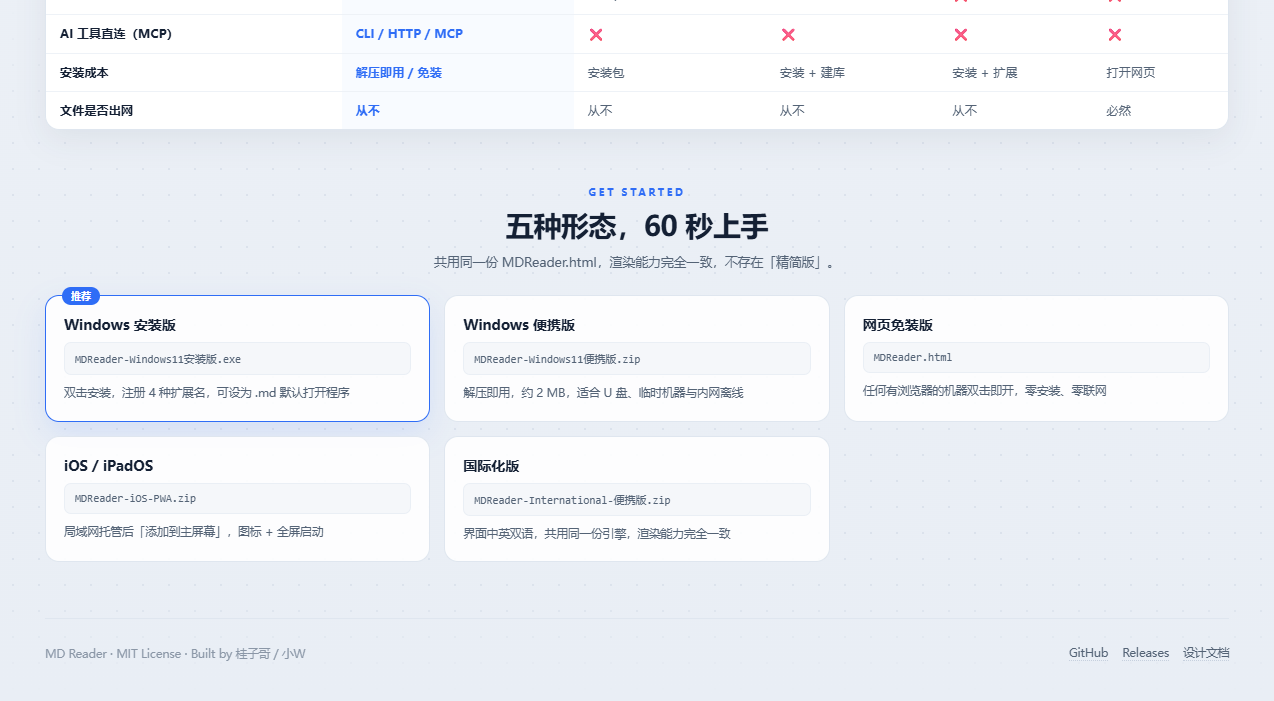 AI 工具直连（MCP） CLI / HTTP / MCP ❌ ❌ ❌ ❌
安装成本 解压即用 / 免装 安装包 安装 + 建库 安装 + 扩展 打开网页
文件是否出网 从不 从不 从不 从不 必然
GET STARTED
五种形态，60 秒上手
共用同一份 MDReader.html，渲染能力完全一致，不存在「精简版」。
推荐
Windows 安装版
MDReader-Windows11安装版.exe
双击安装，注册 4 种扩展名，可设为 .md 默认打开程序
Windows 便携版
MDReader-Windows11便携版.zip
解压即用，约 2 MB，适合 U 盘、临时机器与内网离线
网页免装版
MDReader.html
任何有浏览器的机器双击即开，零安装、零联网
iOS / iPadOS
MDReader-iOS-PWA.zip
局域网托管后「添加到主屏幕」，图标 + 全屏启动
国际化版
MDReader-International-便携版.zip
界面中英双语，共用同一份引擎，渲染能力完全一致
MD Reader · MIT License · Built by 桂子哥 / 小W
GitHub Releases 设计文档